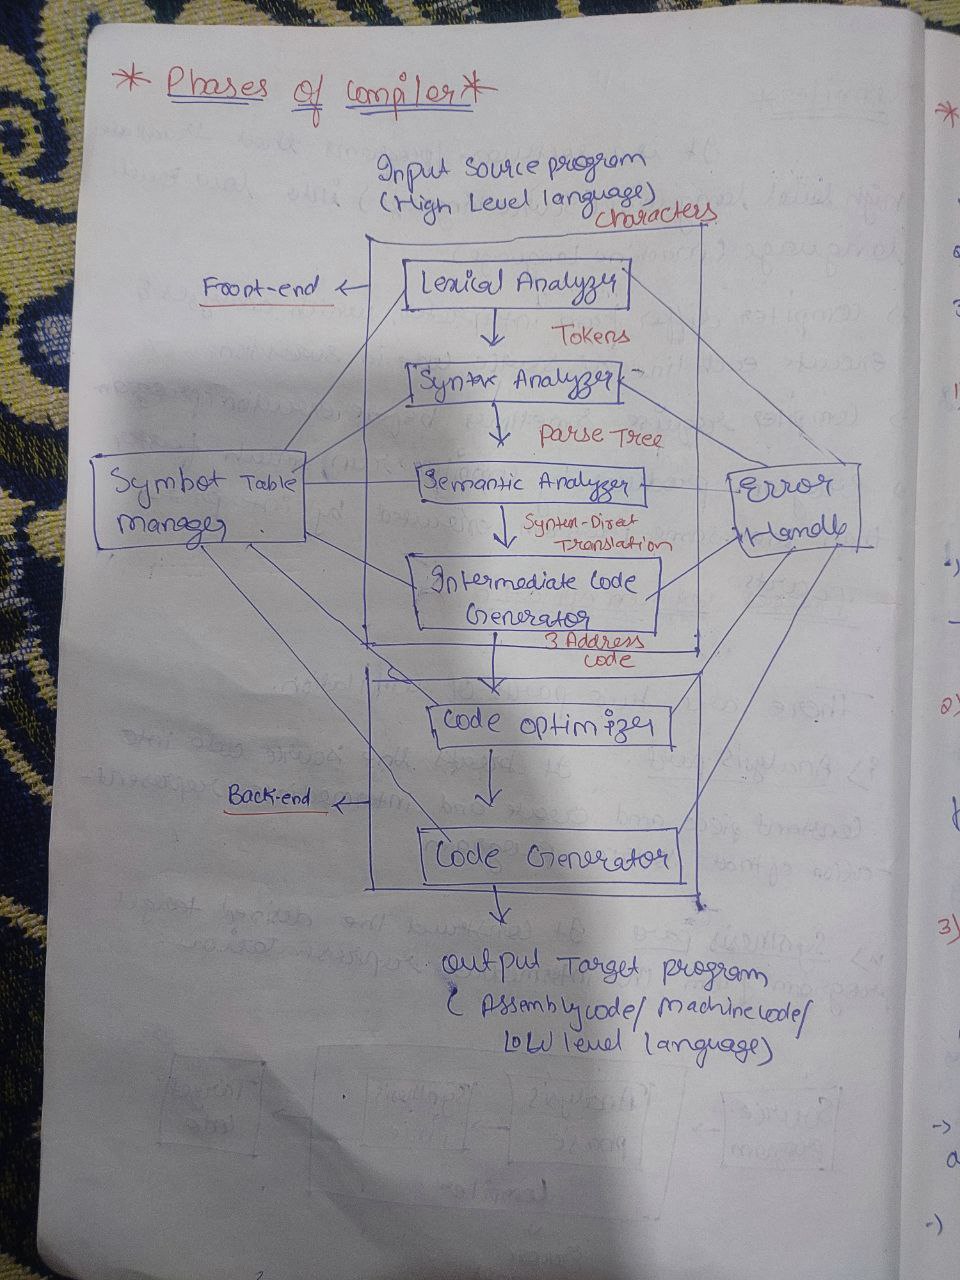 * Phases of Compiler *
Input Source program
(High Level language)
characters
Lexical Analyzer
Front-end
Tokens
Syntax Analyzer
Parse Tree
Symbol Table
Manager
Semantic Analyzer
Error
Handle
Syntax-Direct
Translation
Intermediate Code
Generator
3 Address
Code
Code Optimizer
Back-end
Code Generator
Output Target program
( Assembly code/ Machine code/
Low level language)
*
1)
2)
3)